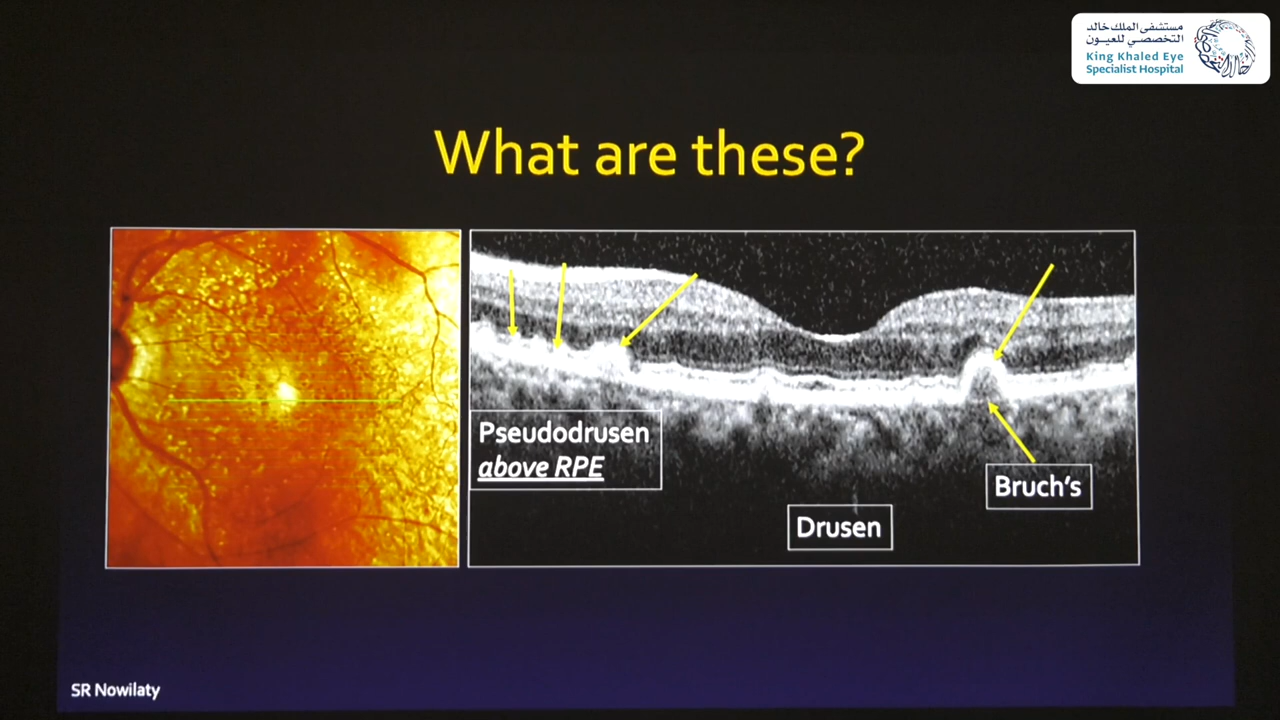 مستشفى الملك خالد
التخصصي للعيون
King Khaled Eye
Specialist Hospital
What are these?
Pseudodrusen
above RPE
Bruch's
Drusen
SR Nowilaty